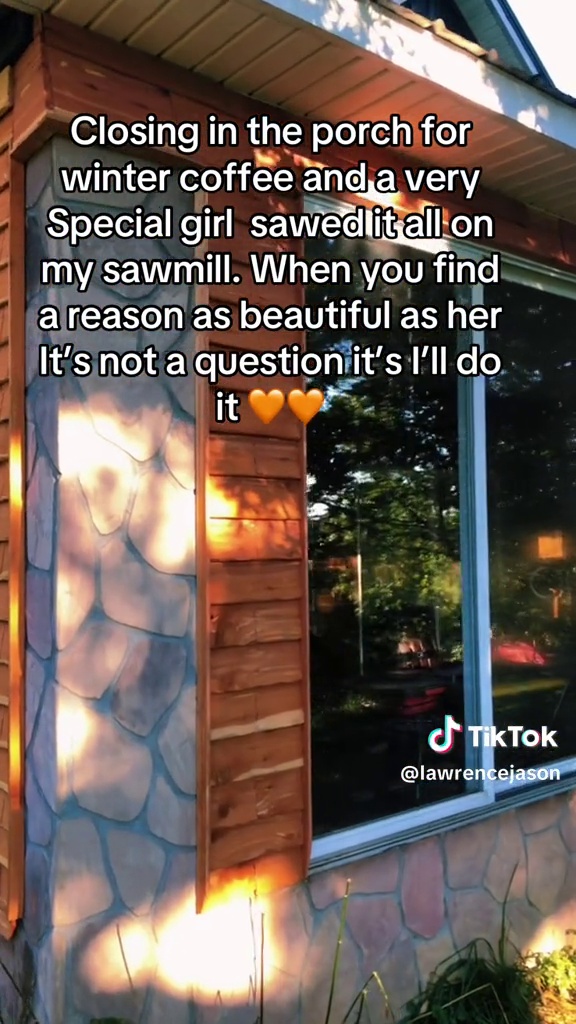 Closing in the porch for
winter coffee and a very
Special girl  sawed it all on
my sawmill. When you find
a reason as beautiful as her
It’s not a question it’s I’ll do
it 🧡🧡
TikTok
@lawrencejason